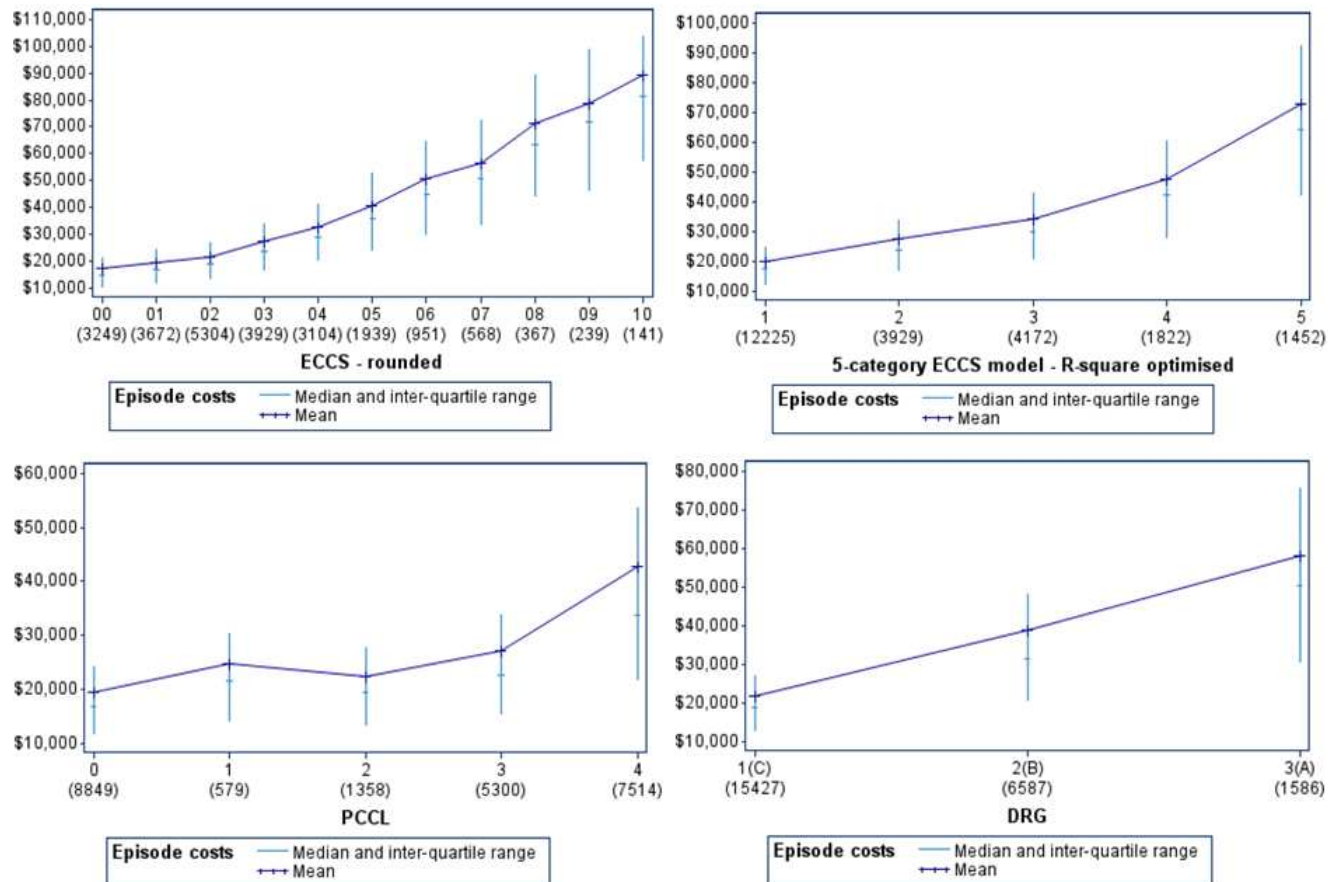 $110,000
$100,000
$90,000
$80,000
$70,000
$60,000
$50,000
$40,000
$30,000
$20,000
$10,000
00 01 02 03 04 05 06 07 08 09 10
(3249) (3672) (5304) (3929) (3104) (1939) (951) (568) (367) (239) (141)
ECCS - rounded
Episode costs Median and inter-quartile range
Mean
$100,000
$90,000
$80,000
$70,000
$60,000
$50,000
$40,000
$30,000
$20,000
$10,000
1 2 3 4 5
(12225) (3929) (4172) (1822) (1452)
5-category ECCS model - R-square optimised
Episode costs Median and inter-quartile range
Mean
$60,000
$50,000
$40,000
$30,000
$20,000
$10,000
0 1 2 3 4
(8849) (579) (1358) (5300) (7514)
PCCL
Episode costs Median and inter-quartile range
Mean
$80,000
$70,000
$60,000
$50,000
$40,000
$30,000
$20,000
$10,000
1(C) 2(B) 3(A)
(15427) (6587) (1586)
DRG
Episode costs Median and inter-quartile range
Mean